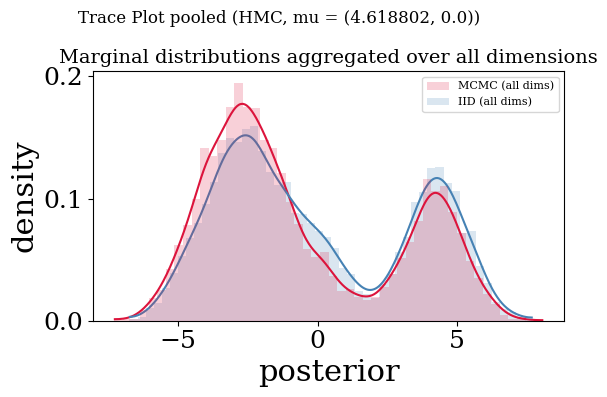 Trace Plot pooled (HMC, mu = (4.618802, 0.0))
Marginal distributions aggregated over all dimensions
MCMC (all dims)
IID (all dims)
density
0.2
0.1
0.0
−5
0
5
posterior